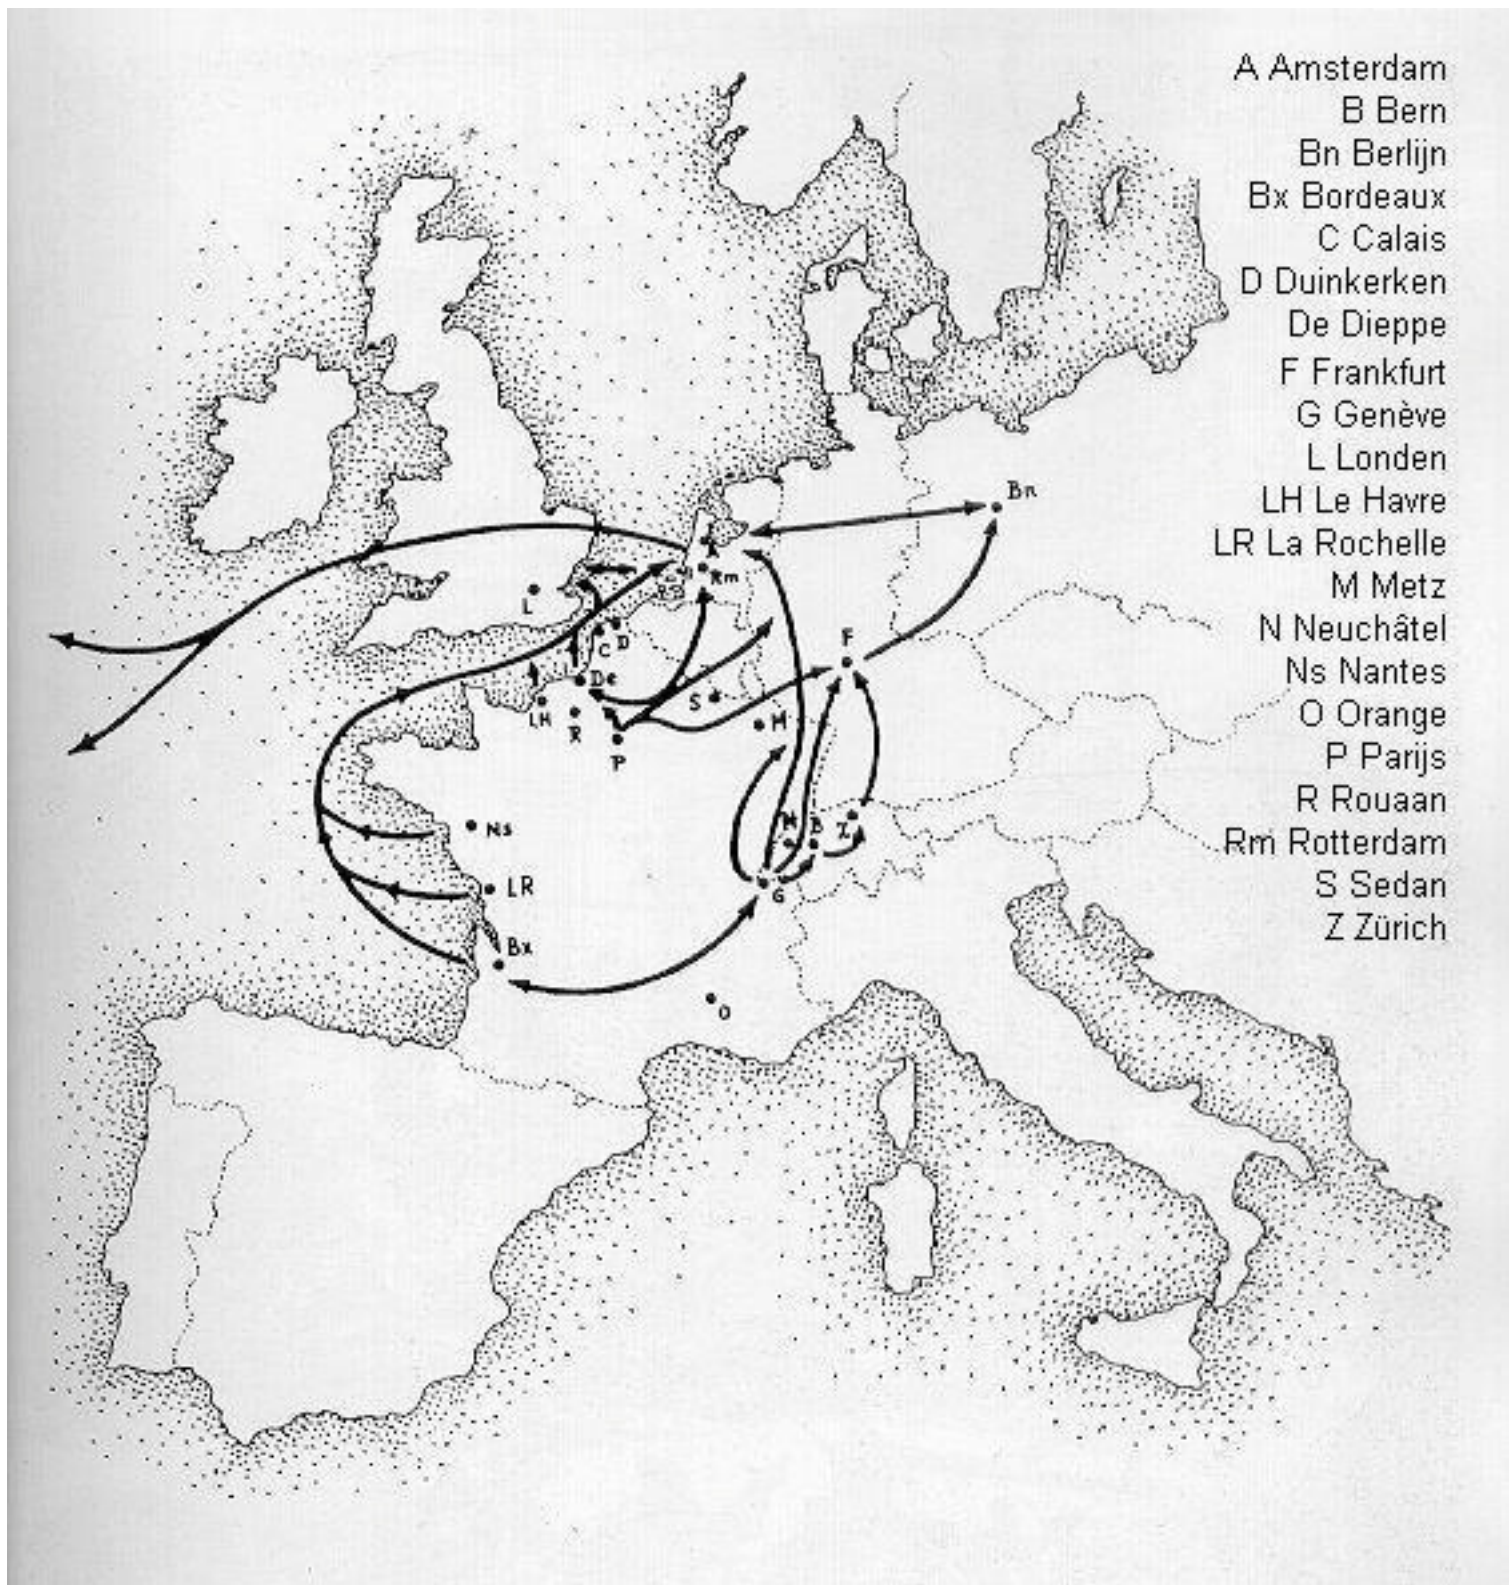 A Amsterdam
B Bern
Bn Berlijn
Bx Bordeaux
C Calais
D Duinkerken
De Dieppe
F Frankfurt
G Genève
L Londen
LH Le Havre
LR La Rochelle
M Metz
N Neuchâtel
Ns Nantes
O Orange
P Parijs
R Rouaan
Rm Rotterdam
S Sedan
Z Zürich
Bn
A
Rm
L
C D
F
De
S
LH
R
M
P
Ns
N B Z
LR
G
Bx
O